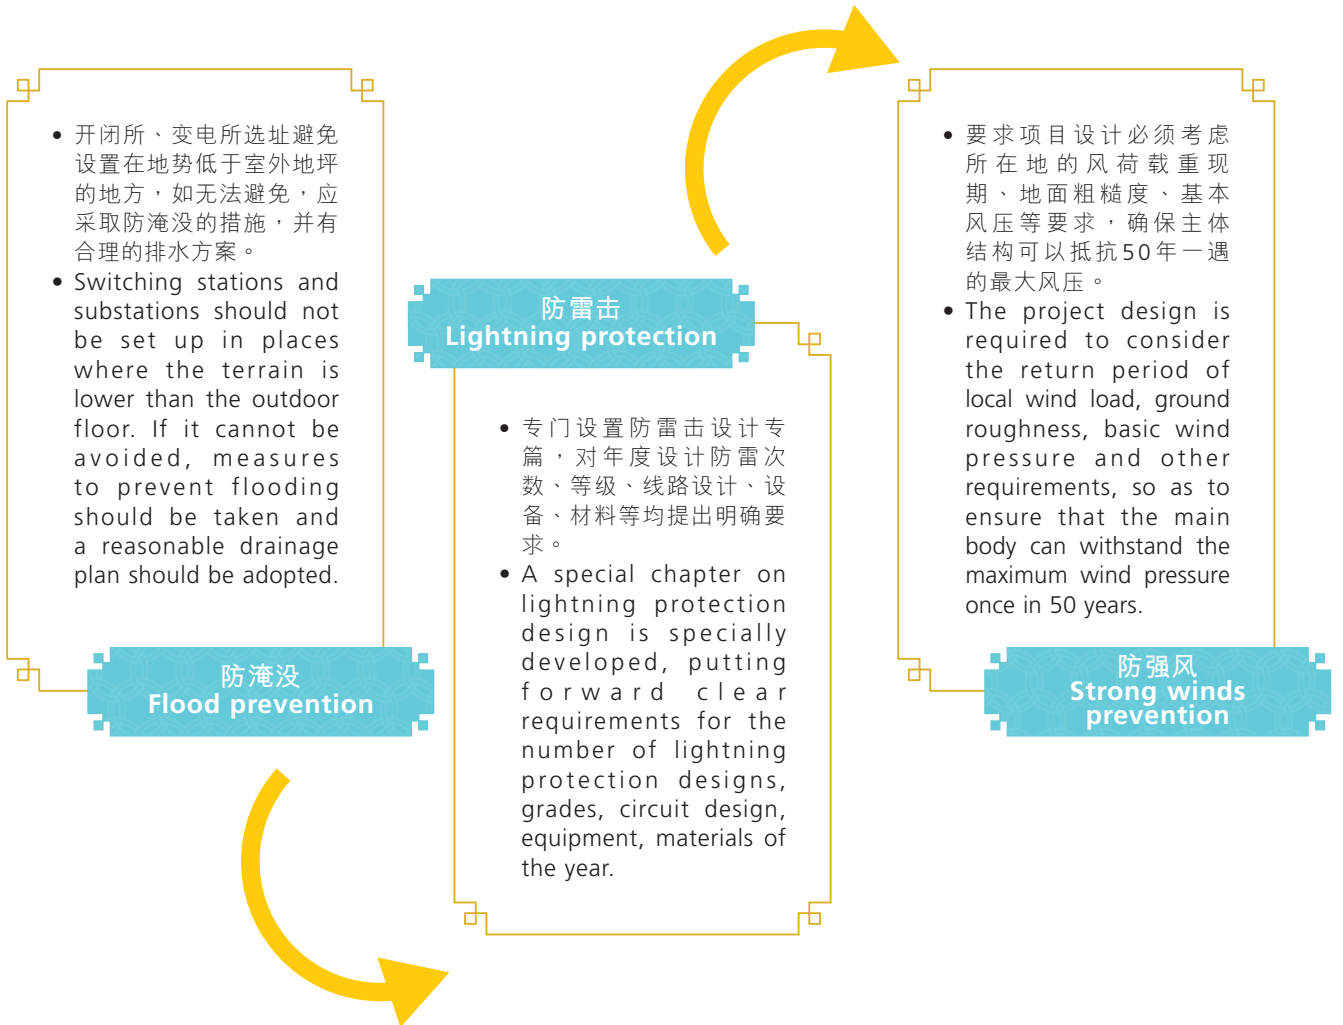 • 开闭所、变电所选址避免
设置在地势低于室外地坪
的地方，如无法避免，应
采取防淹没的措施，并有
合理的排水方案。
• Switching stations and
substations should not
be set up in places
where the terrain is
lower than the outdoor
floor. If it cannot be
avoided, measures
to prevent flooding
should be taken and
a reasonable drainage
plan should be adopted.
防淹没
Flood prevention
防雷击
Lightning protection
• 专门设置防雷击设计专
篇，对年度设计防雷次
数、等级、线路设计、设
备、材料等均提出明确要
求。
• A special chapter on
lightning protection
design is specially
developed, putting
forward clear
requirements for the
number of lightning
protection designs,
grades, circuit design,
equipment, materials of
the year.
• 要求项目设计必须考虑
所在地的风荷载重现
期、地面粗糙度、基本
风压等要求，确保主体
结构可以抵抗50年一遇
的最大风压。
• The project design is
required to consider
the return period of
local wind load, ground
roughness, basic wind
pressure and other
requirements, so as to
ensure that the main
body can withstand the
maximum wind pressure
once in 50 years.
防强风
Strong winds
prevention